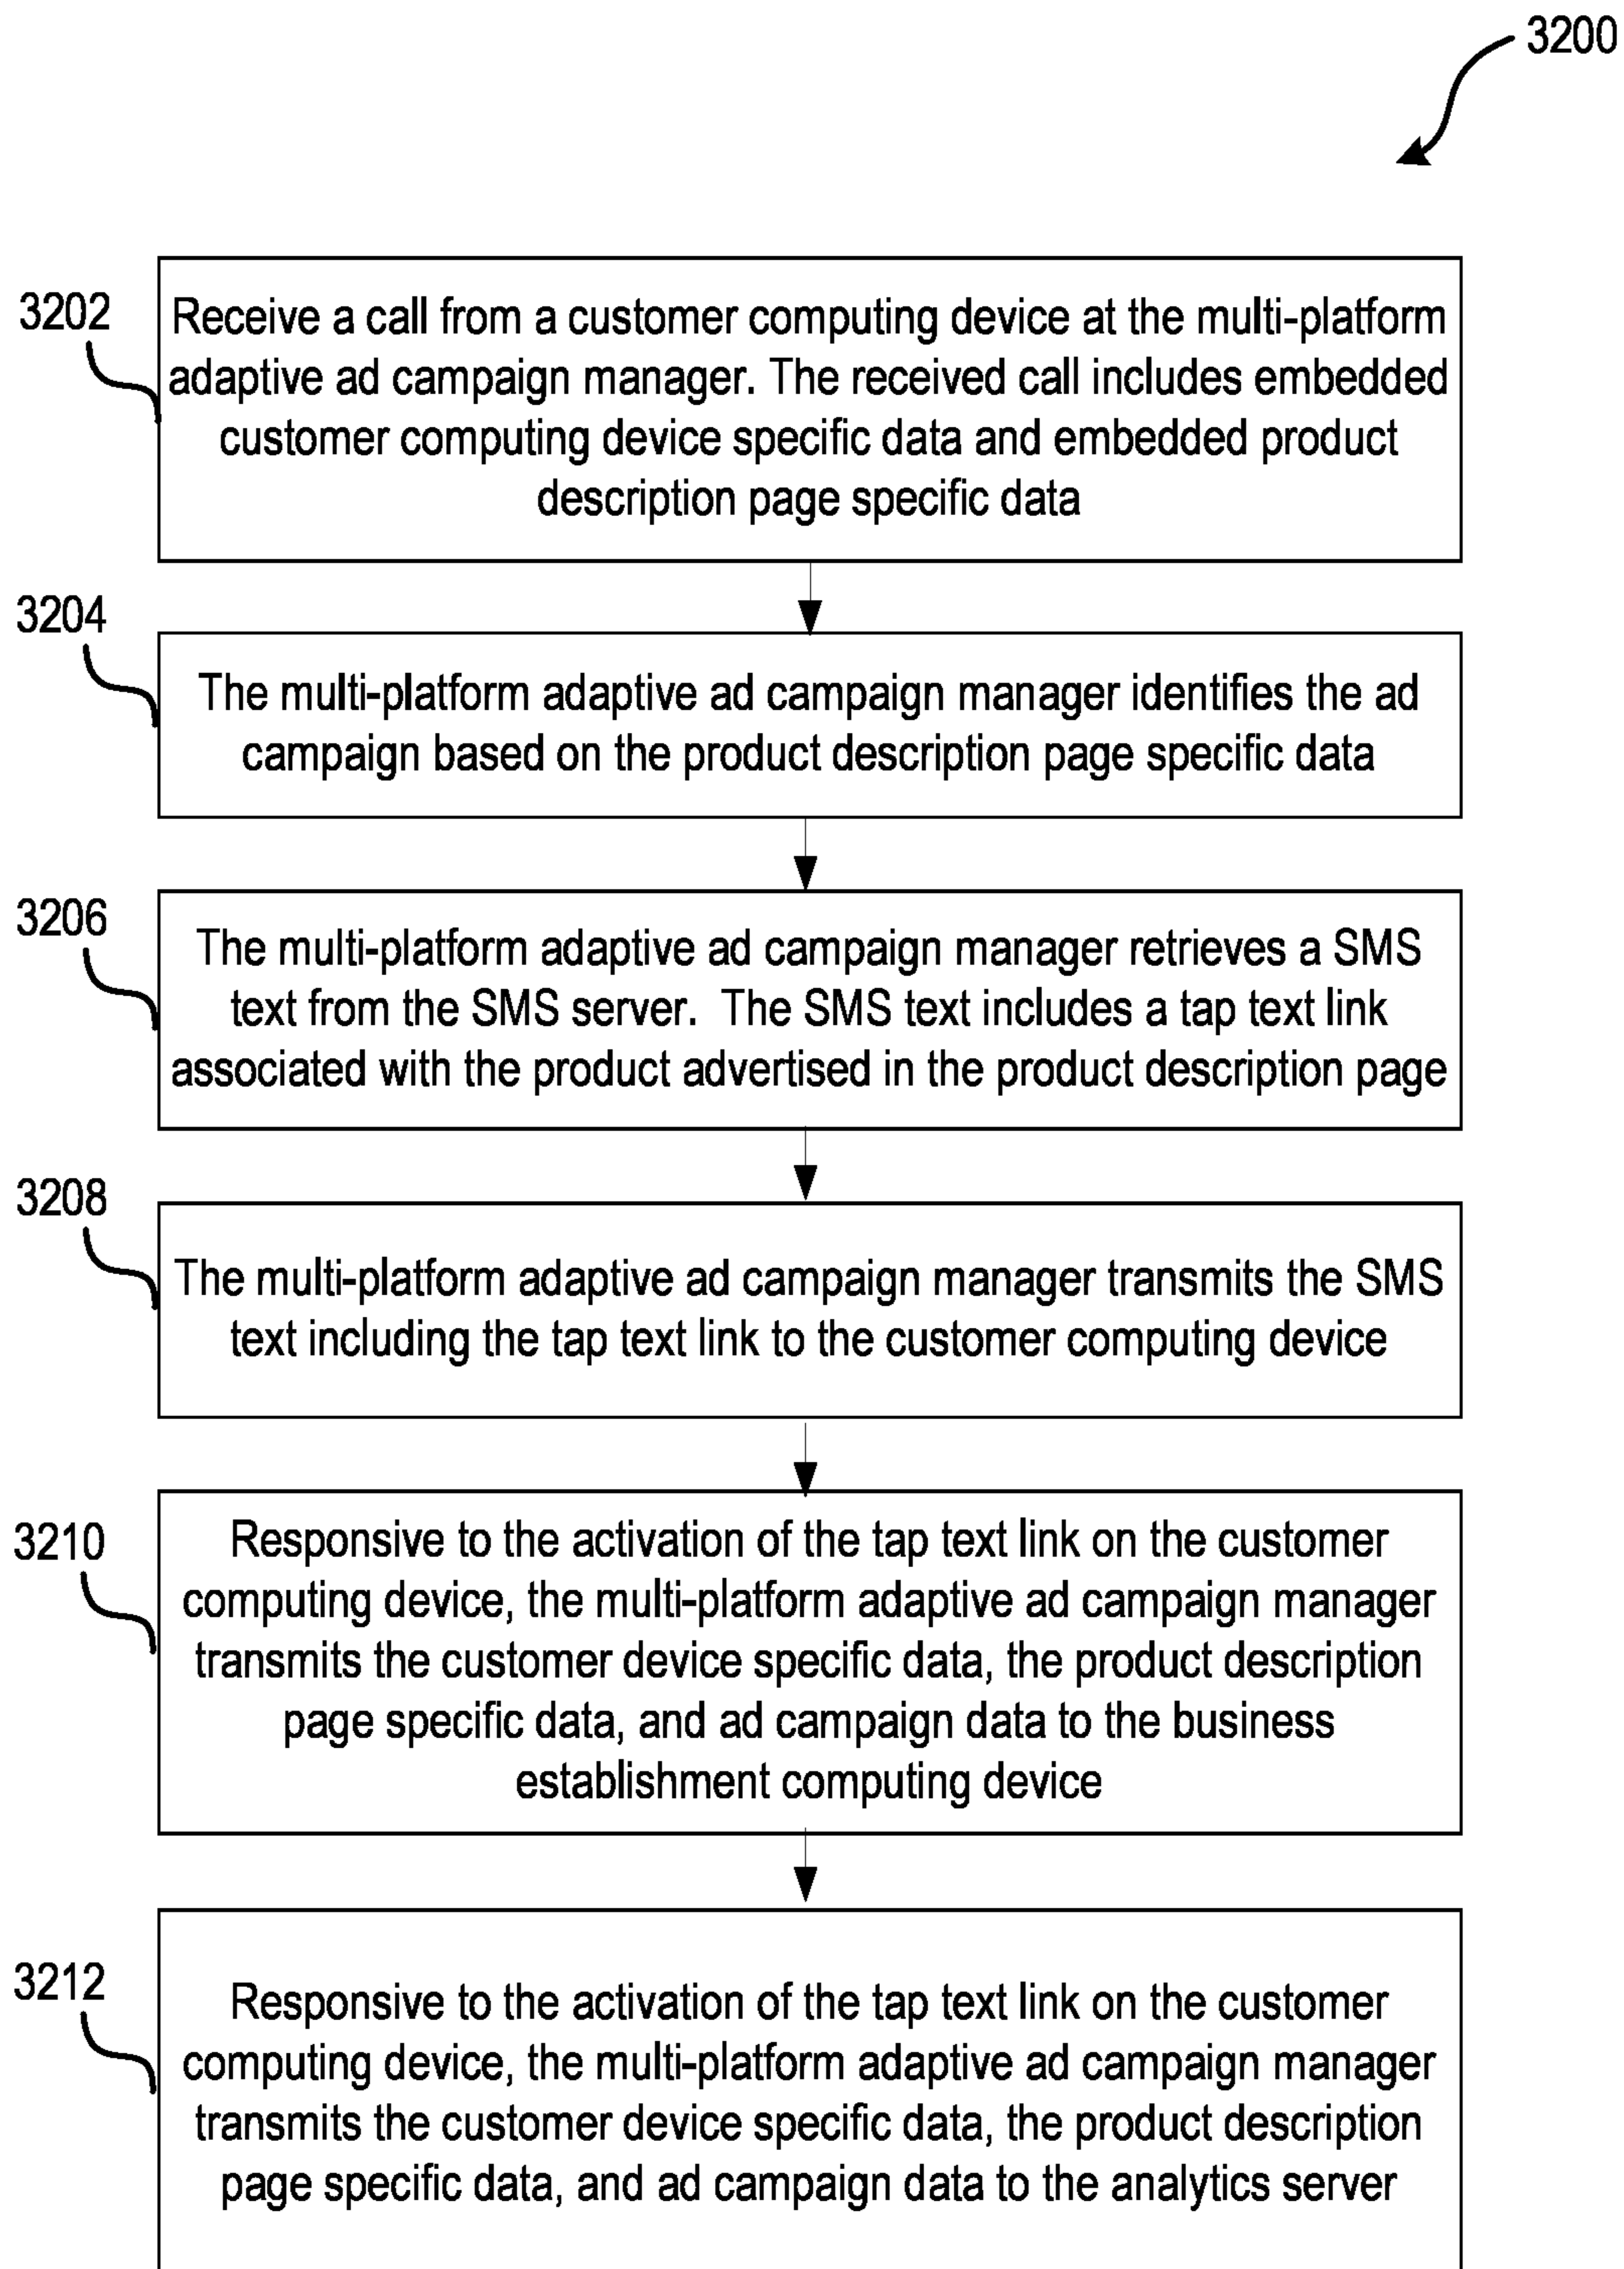 3200
3202
Receive a call from a customer computing device at the multi-platform
adaptive ad campaign manager. The received call includes embedded
customer computing device specific data and embedded product
description page specific data
3204
The multi-platform adaptive ad campaign manager identifies the ad
campaign based on the product description page specific data
3206
The multi-platform adaptive ad campaign manager retrieves a SMS
text from the SMS server. The SMS text includes a tap text link
associated with the product advertised in the product description page
3208
The multi-platform adaptive ad campaign manager transmits the SMS
text including the tap text link to the customer computing device
3210
Responsive to the activation of the tap text link on the customer
computing device, the multi-platform adaptive ad campaign manager
transmits the customer device specific data, the product description
page specific data, and ad campaign data to the business
establishment computing device
3212
Responsive to the activation of the tap text link on the customer
computing device, the multi-platform adaptive ad campaign manager
transmits the customer device specific data, the product description
page specific data, and ad campaign data to the analytics server